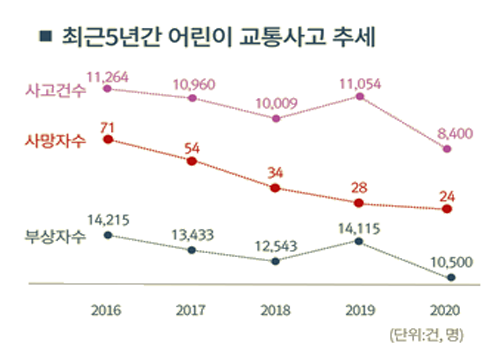 ■ 최근5년간 어린이 교통사고 추세
사고건수 11,264 10,960 10,009 11,054 8,400
사망자수 71 54 34 28 24
부상자수 14,215 13,433 12,543 14,115 10,500
2016 2017 2018 2019 2020
(단위:건, 명)